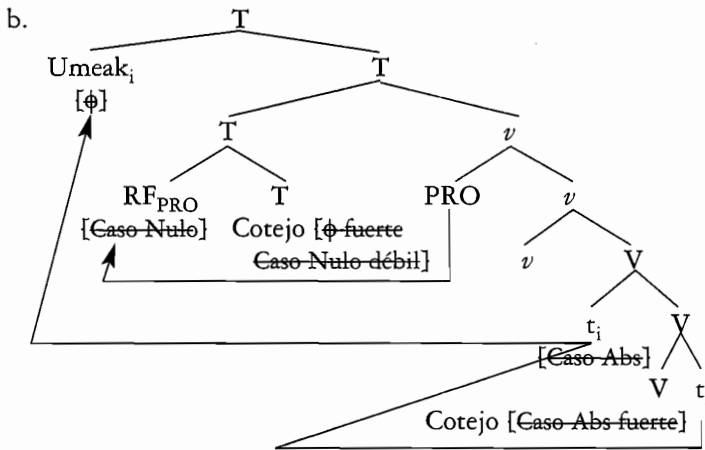 b.
T
Umeakᵢ T
[ϕ]
T v
RF_PRO T PRO v
[Caso Nulo] Cotejo [ϕ fuerte
Caso Nulo débil] v V
tᵢ V
[Caso Abs]
V t
Cotejo [Caso Abs fuerte]